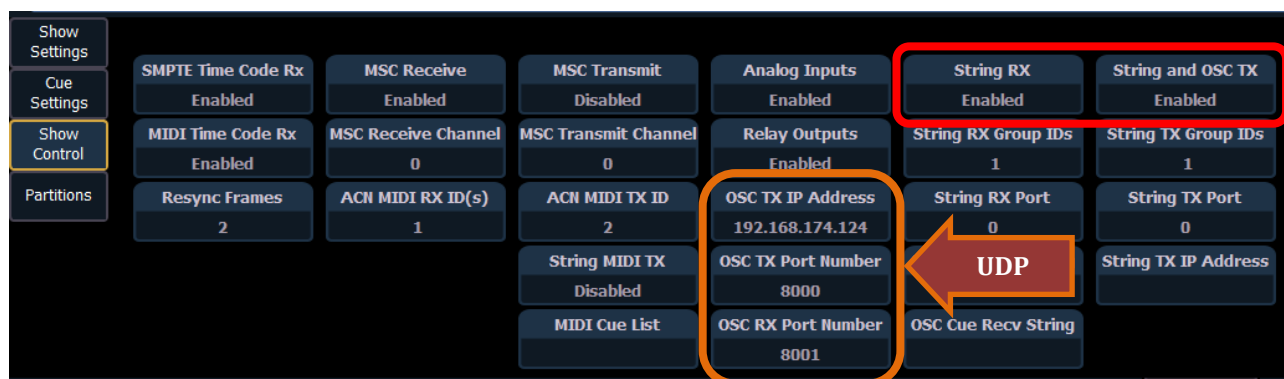 Show
Settings
Cue
Settings
Show
Control
Partitions
SMPTE Time Code Rx
Enabled
MSC Receive
Enabled
MSC Transmit
Disabled
Analog Inputs
Enabled
String RX
Enabled
String and OSC TX
Enabled
MIDI Time Code Rx
Enabled
MSC Receive Channel
0
MSC Transmit Channel
0
Relay Outputs
Enabled
String RX Group IDs
1
String TX Group IDs
1
Resync Frames
2
ACN MIDI RX ID(s)
1
ACN MIDI TX ID
2
OSC TX IP Address
192.168.174.124
String RX Port
0
String TX Port
0
String MIDI TX
Disabled
OSC TX Port Number
8000
UDP
String TX IP Address
MIDI Cue List
OSC RX Port Number
8001
OSC Cue Recv String